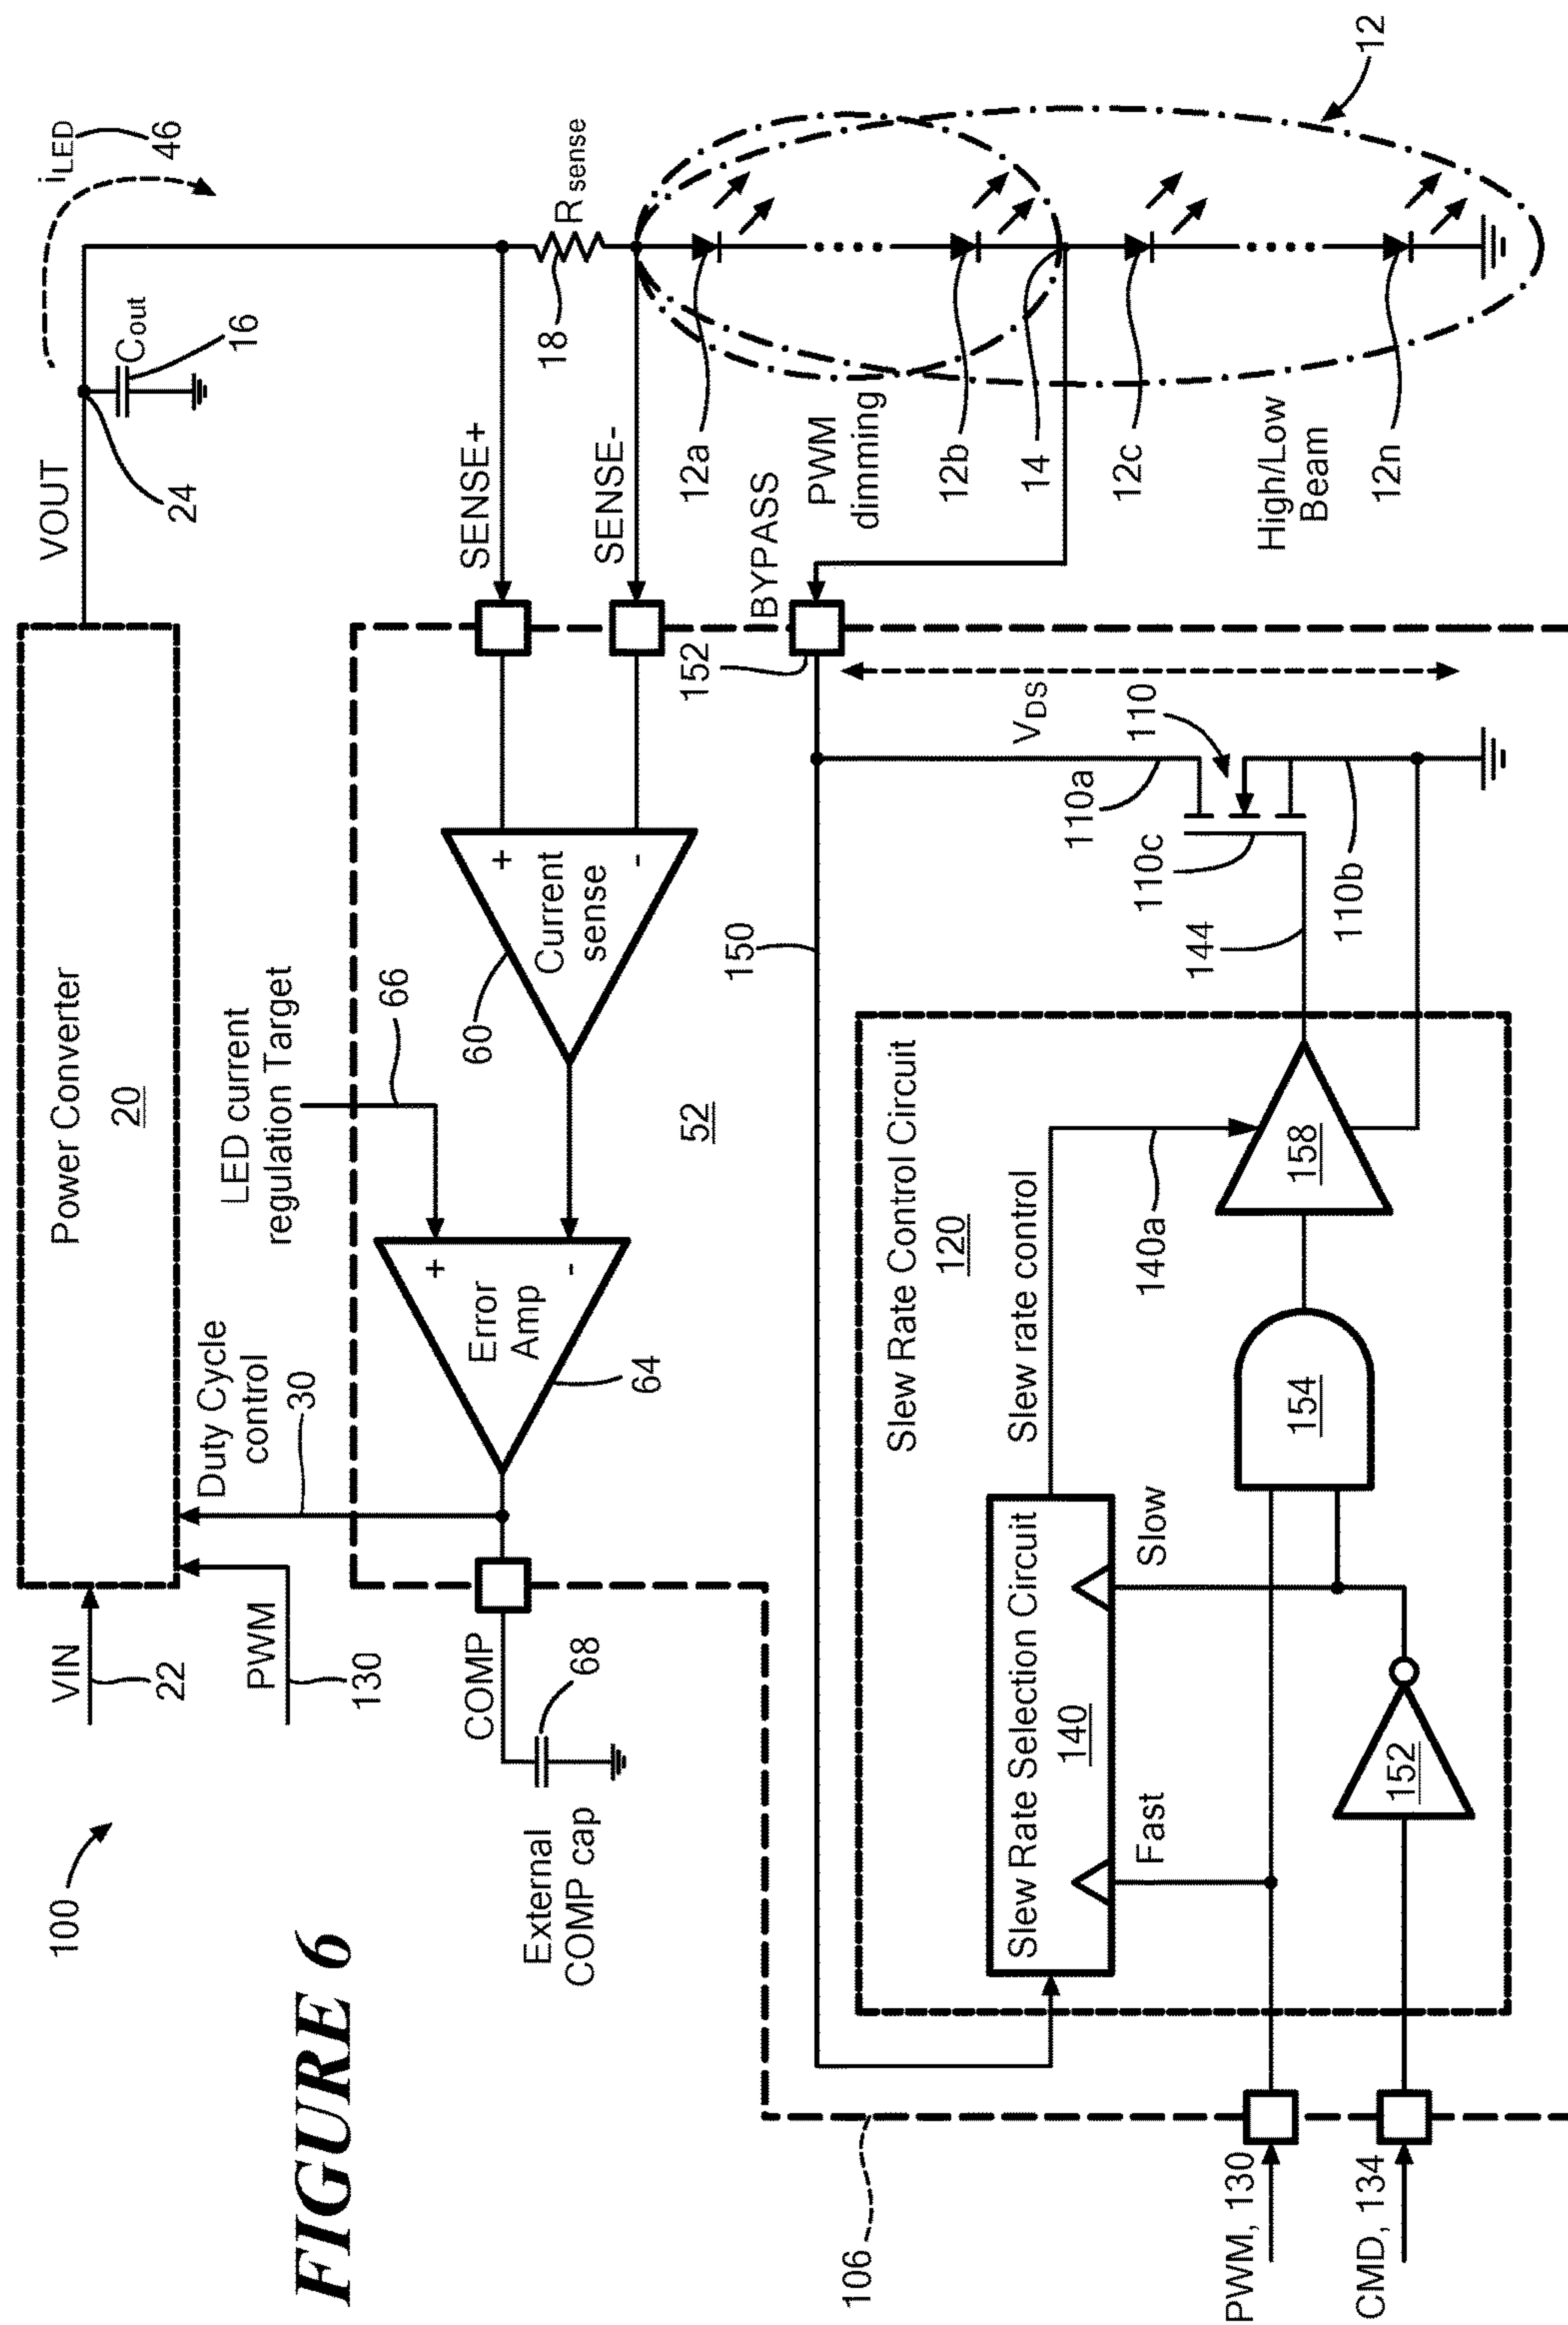 100
VIN
22
PWM
130
Power Converter
20
VOUT
24
Cout
16
iLED
46
Duty Cycle
control
30
LED current
regulation Target
66
SENSE+
SENSE-
18
Rsense
External
COMP cap
COMP
68
Error
Amp
+
-
64
60
Current
sense
+
-
52
152
BYPASS
12a
PWM
dimming
12b
14
12c
High/Low
Beam
12n
12
150
VDS
110
110a
110c
110b
144
106
Slew Rate Control Circuit
120
Slew Rate Selection Circuit
140
Slew rate control
140a
Fast
Slow
152
154
158
PWM, 130
CMD, 134
FIGURE 6